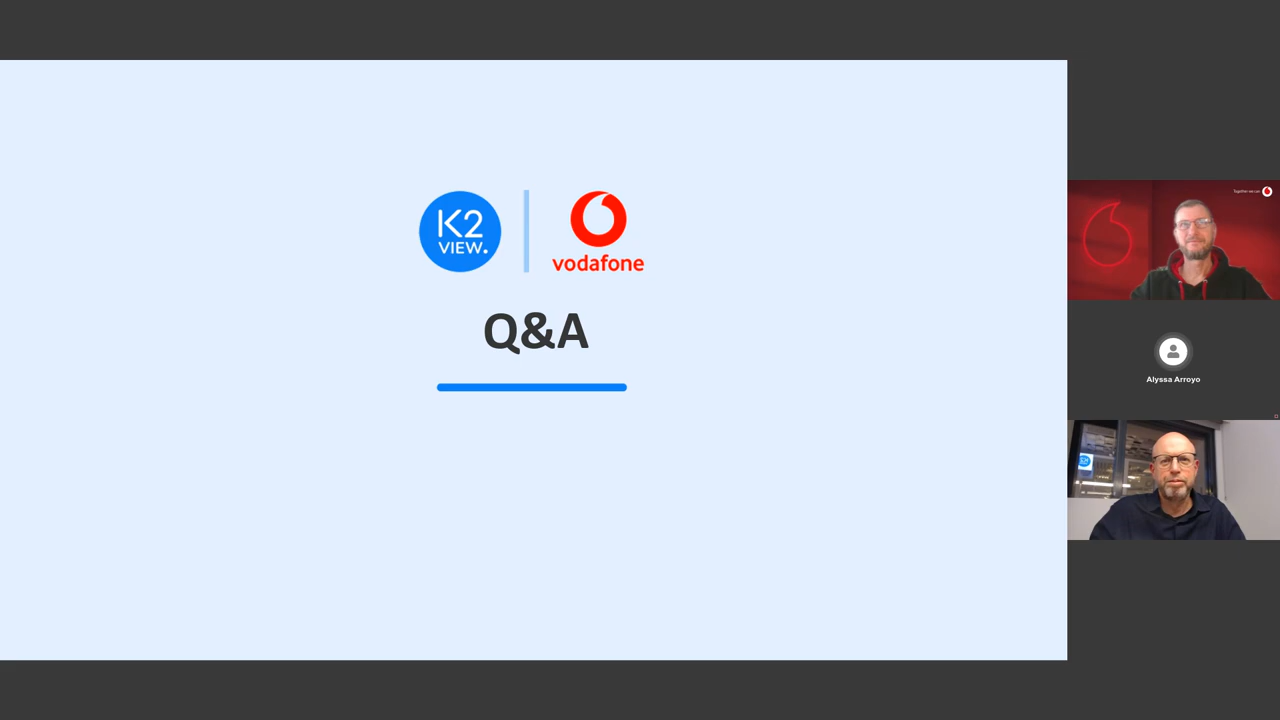 K2
VIEW.
vodafone
Q&A
Together we can
Alyssa Arroyo